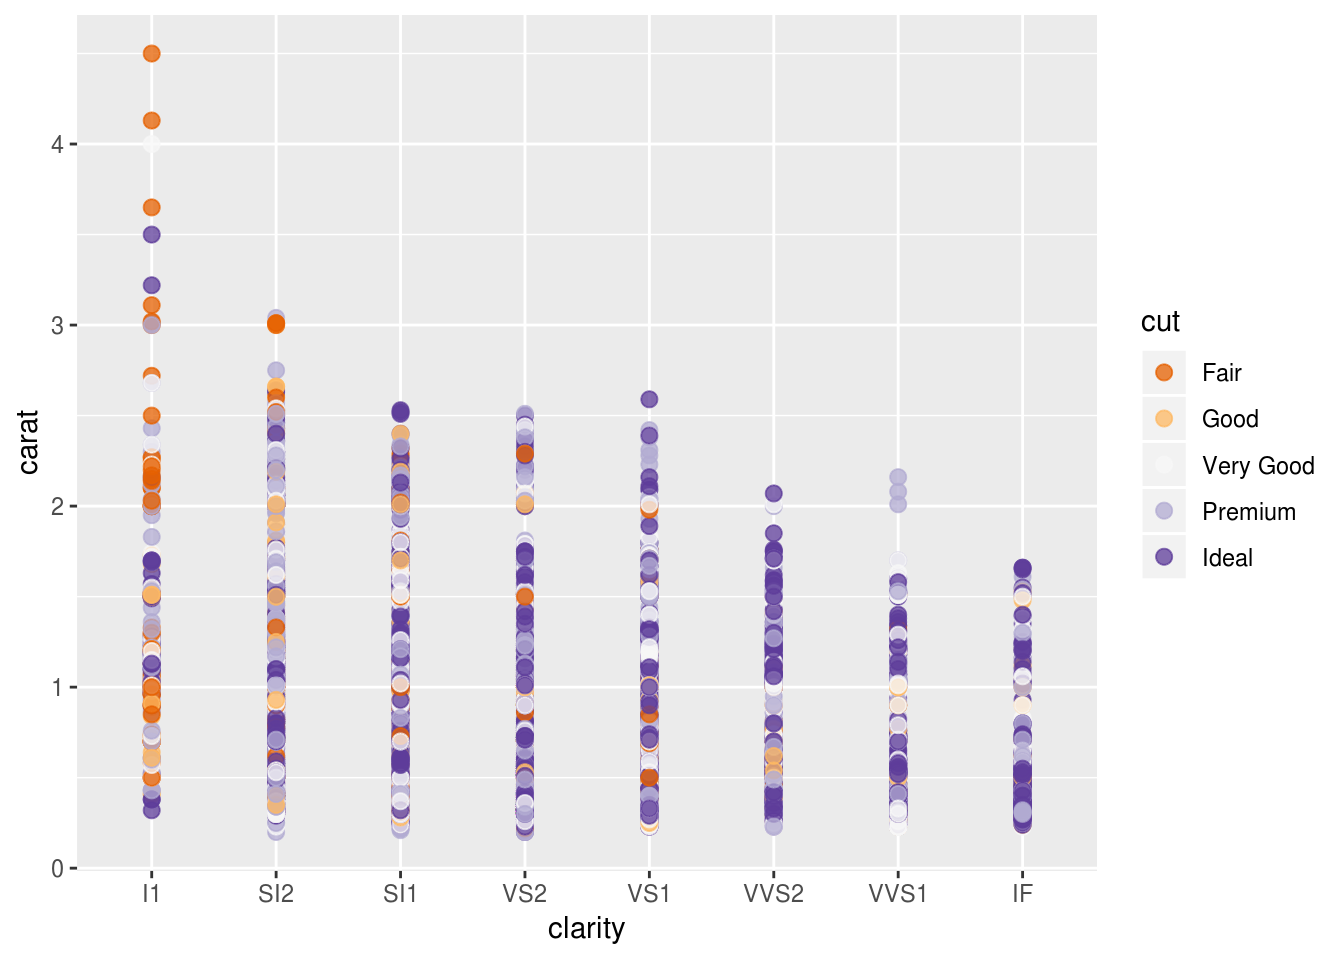 carat
4
3
2
1
0
I1 SI2 SI1 VS2 VS1 VVS2 VVS1 IF
clarity
cut
Fair
Good
Very Good
Premium
Ideal